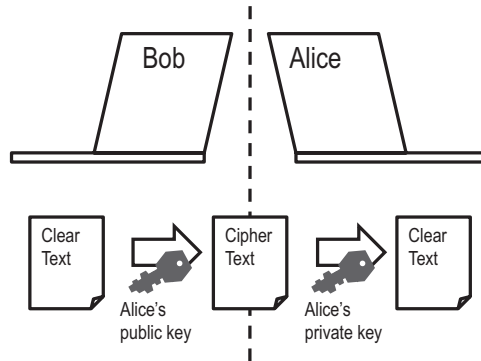 Bob
Alice
Clear
Text
Cipher
Text
Clear
Text
Alice's
public key
Alice's
private key